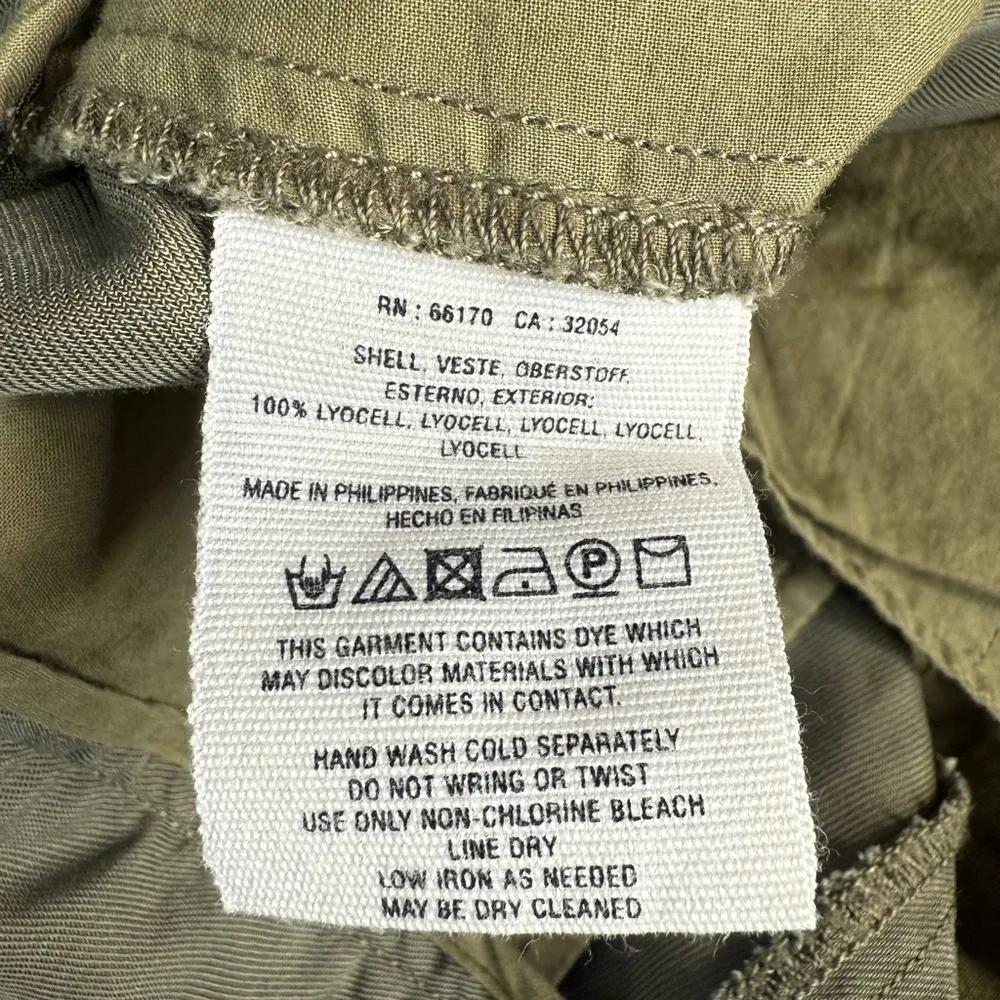 RN : 66170 CA : 32054
SHELL, VESTE, OBERSTOFF,
ESTERNO, EXTERIOR:
100% LYOCELL, LYOCELL, LYOCELL, LYOCELL,
LYOCELL
MADE IN PHILIPPINES, FABRIQUÉ EN PHILIPPINES,
HECHO EN FILIPINAS
P
THIS GARMENT CONTAINS DYE WHICH
MAY DISCOLOR MATERIALS WITH WHICH
IT COMES IN CONTACT.
HAND WASH COLD SEPARATELY
DO NOT WRING OR TWIST
USE ONLY NON-CHLORINE BLEACH
LINE DRY
LOW IRON AS NEEDED
MAY BE DRY CLEANED